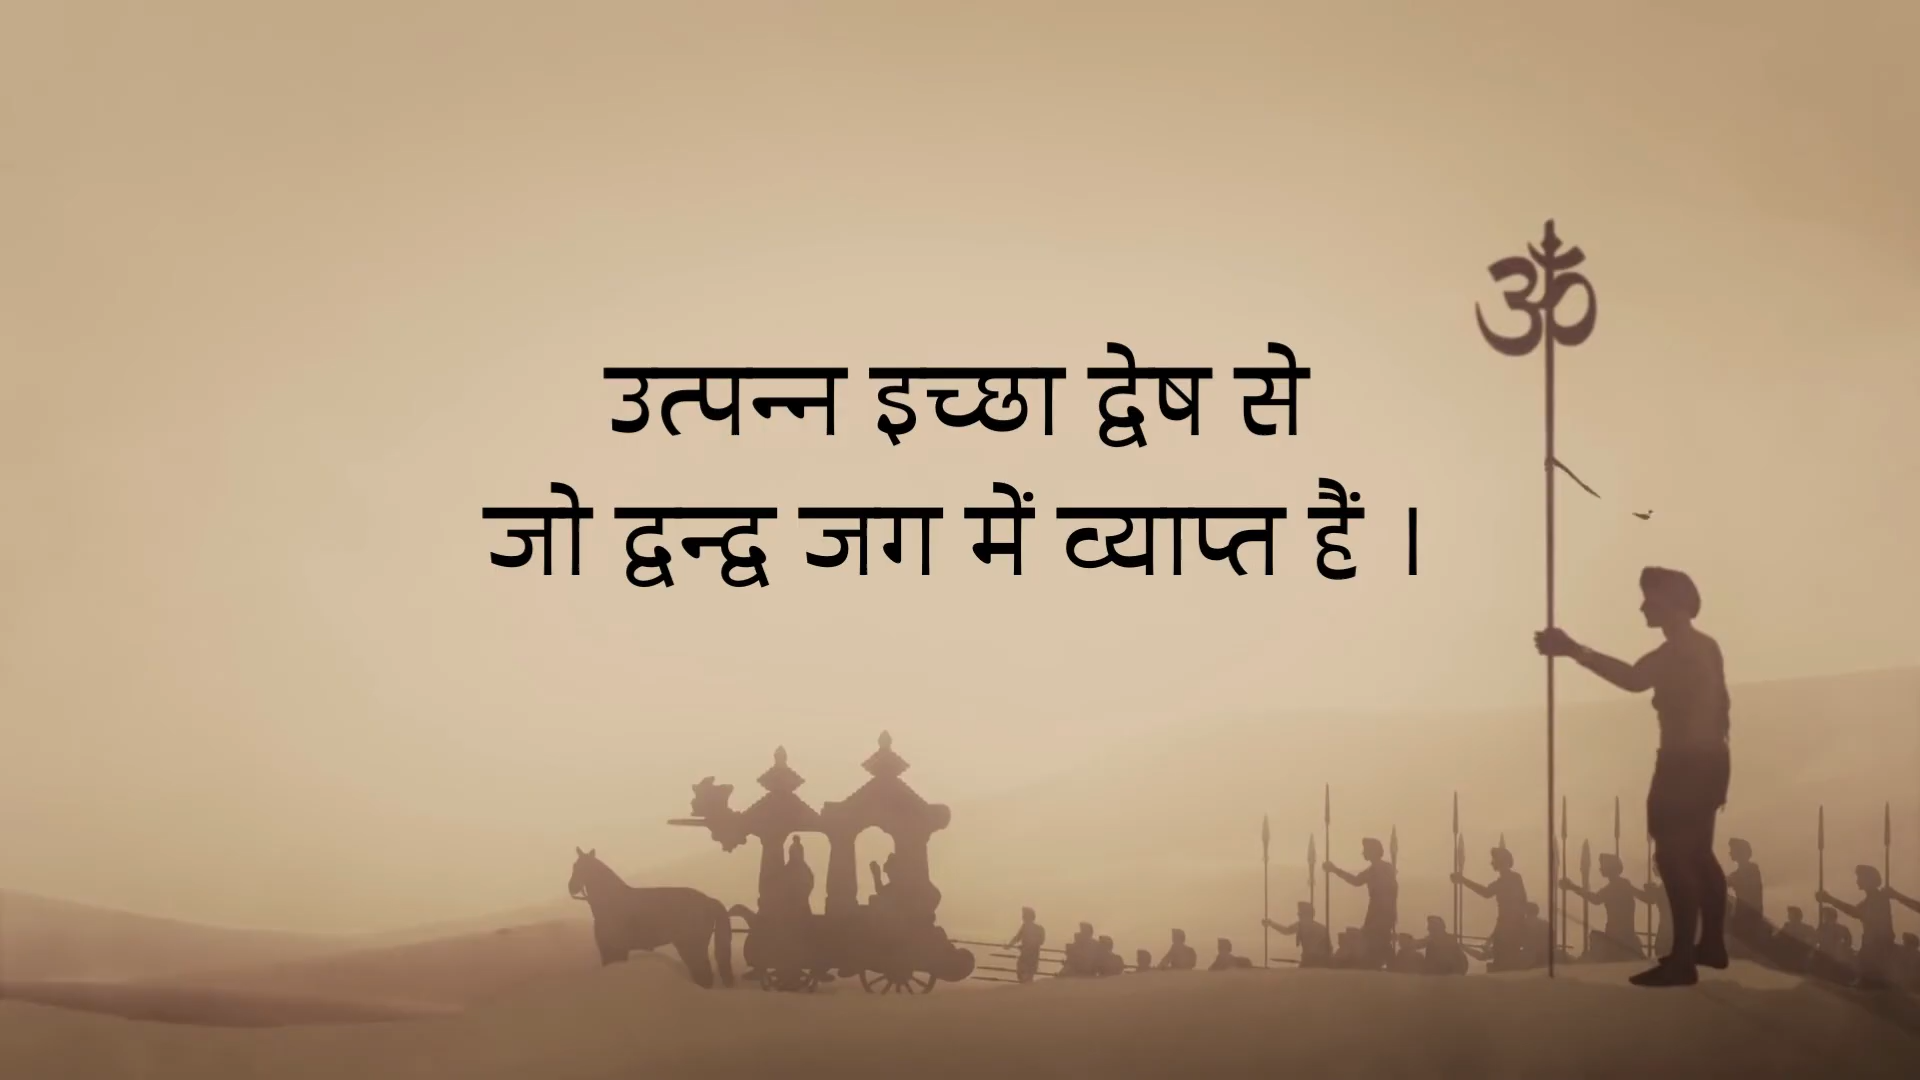 उत्पन्न इच्छा द्वेष से
जो द्वन्द्व जग में व्याप्त हैं ।
ॐ